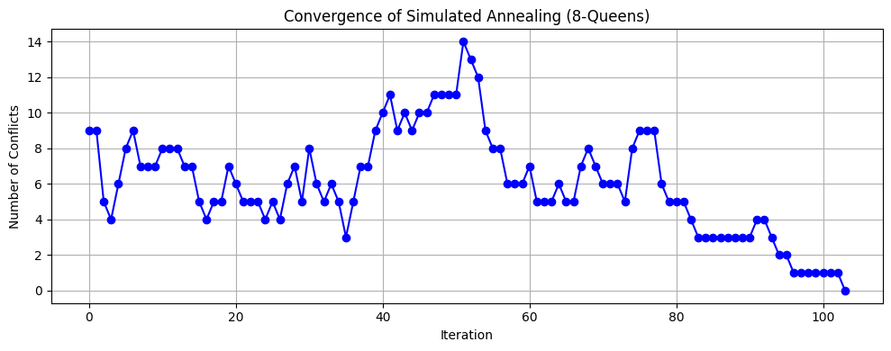 Convergence of Simulated Annealing (8-Queens)
Number of Conflicts
14
12
10
8
6
4
2
0
0 20 40 60 80 100
Iteration